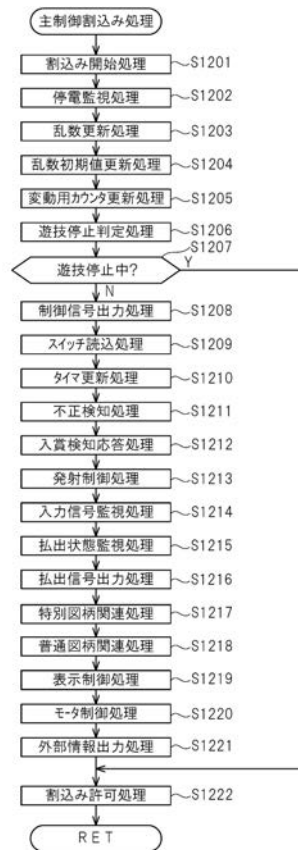 主制御割込み処理
割込み開始処理 S1201
停電監視処理 S1202
乱数更新処理 S1203
乱数初期値更新処理 S1204
変動用カウンタ更新処理 S1205
遊技停止判定処理 S1206
S1207
遊技停止中? Y
N
制御信号出力処理 S1208
スイッチ読込処理 S1209
タイマ更新処理 S1210
不正検知処理 S1211
入賞検知応答処理 S1212
発射制御処理 S1213
入力信号監視処理 S1214
払出状態監視処理 S1215
払出信号出力処理 S1216
特別図柄関連処理 S1217
普通図柄関連処理 S1218
表示制御処理 S1219
モータ制御処理 S1220
外部情報出力処理 S1221
割込み許可処理 S1222
RET